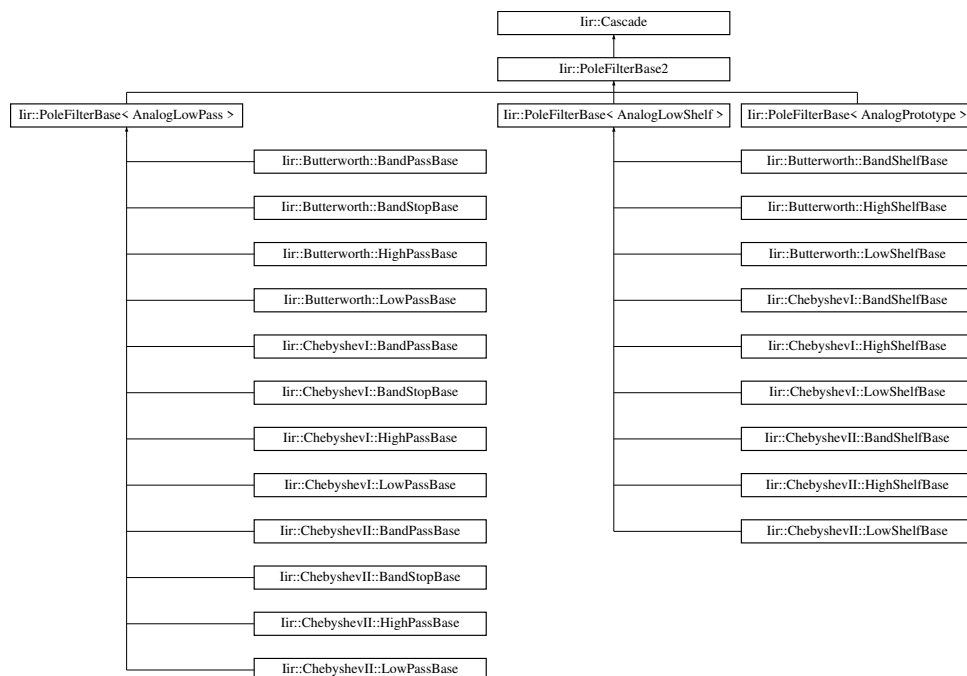 Iir::Cascade
Iir::PoleFilterBase2
Iir::PoleFilterBase< AnalogLowPass >
Iir::PoleFilterBase< AnalogLowShelf >
Iir::PoleFilterBase< AnalogPrototype >
Iir::Butterworth::BandPassBase
Iir::Butterworth::BandShelfBase
Iir::Butterworth::BandStopBase
Iir::Butterworth::HighShelfBase
Iir::Butterworth::HighPassBase
Iir::Butterworth::LowShelfBase
Iir::Butterworth::LowPassBase
Iir::ChebyshevI::BandShelfBase
Iir::ChebyshevI::BandPassBase
Iir::ChebyshevI::HighShelfBase
Iir::ChebyshevI::BandStopBase
Iir::ChebyshevI::LowShelfBase
Iir::ChebyshevI::HighPassBase
Iir::ChebyshevII::BandShelfBase
Iir::ChebyshevI::LowPassBase
Iir::ChebyshevII::HighShelfBase
Iir::ChebyshevII::BandPassBase
Iir::ChebyshevII::LowShelfBase
Iir::ChebyshevII::BandStopBase
Iir::ChebyshevII::HighPassBase
Iir::ChebyshevII::LowPassBase